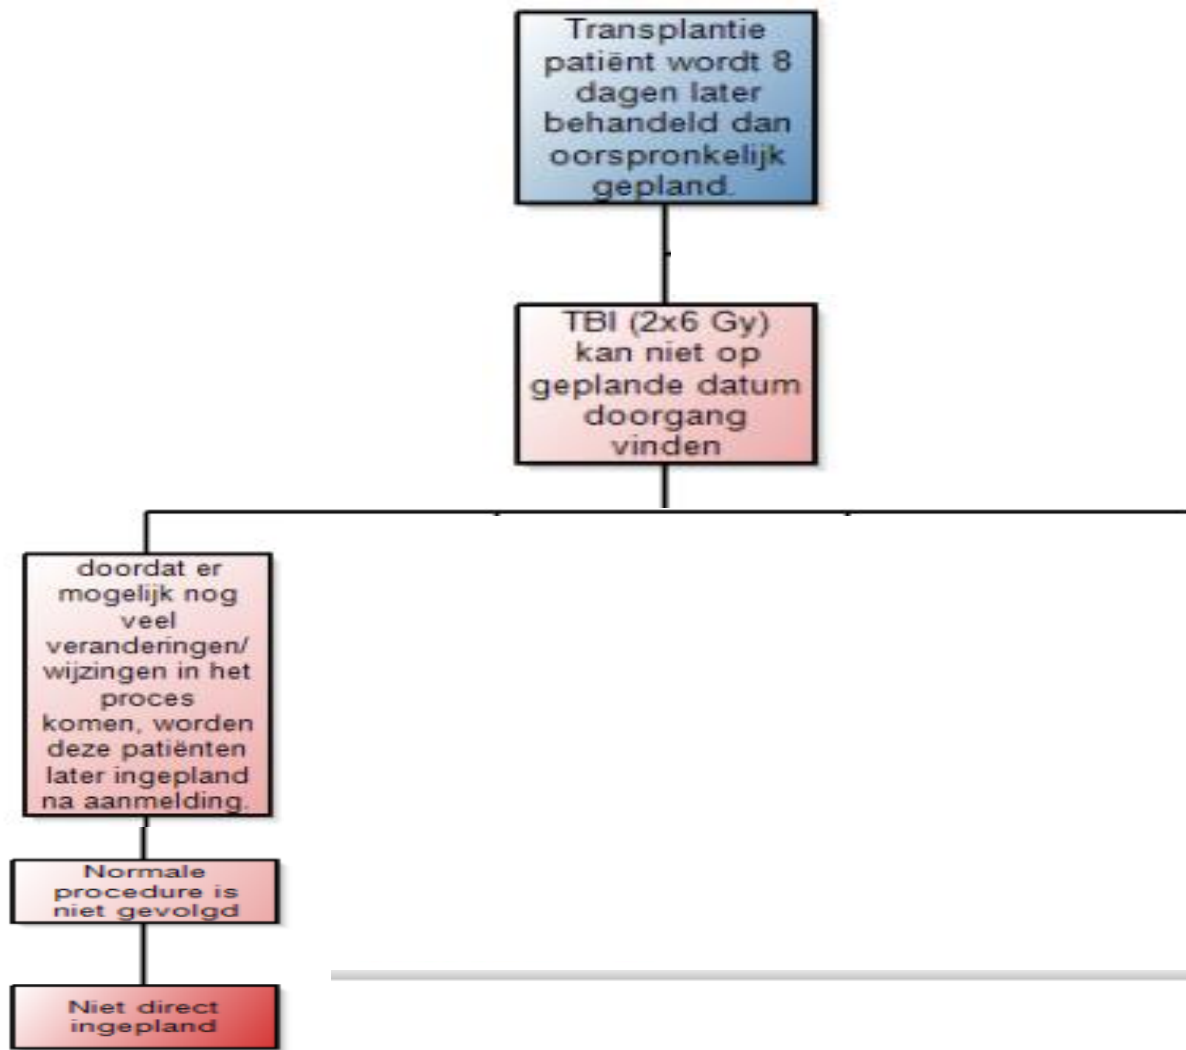 Transplantie
patiënt wordt 8
dagen later
behandeld dan
oorspronkelijk
gepland.
TBI (2x6 Gy)
kan niet op
geplande datum
doorgang
vinden
doordat er
mogelijk nog
veel
veranderingen/
wijzingen in het
proces
komen, worden
deze patiënten
later ingepland
na aanmelding.
Normale
procedure is
niet gevolgd
Niet direct
ingepland